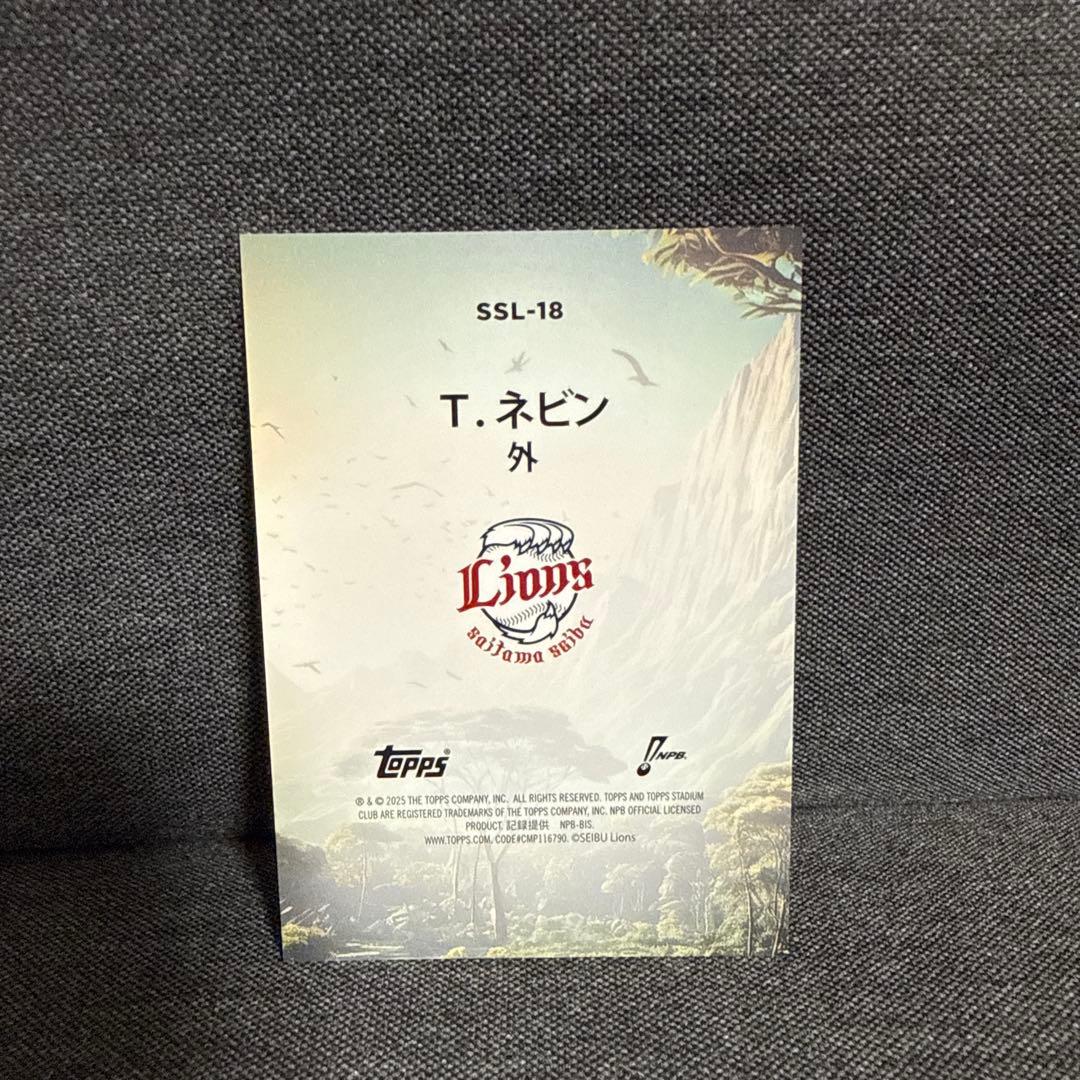 SSL-18
T.ネビン
外
Lions
saitama seibu
TOPPS®
NPB®
® & © 2025 THE TOPPS COMPANY, INC. ALL RIGHTS RESERVED. TOPPS AND TOPPS STADIUM
CLUB ARE REGISTERED TRADEMARKS OF THE TOPPS COMPANY, INC. NPB OFFICIAL LICENSED
PRODUCT. 記録提供 NPB-BIS.
WWW.TOPPS.COM. CODE#CMP116790. ©SEIBU Lions